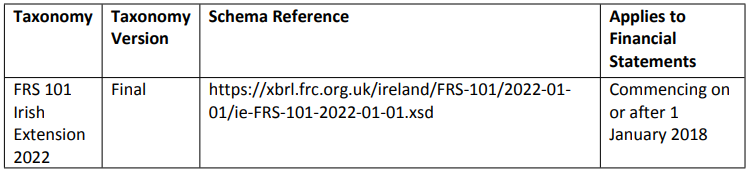 Taxonomy
Taxonomy
Version
Schema Reference
Applies to
Financial
Statements
FRS 101
Irish
Extension
2022
Final
https://xbrl.frc.org.uk/ireland/FRS-101/2022-01-
01/ie-FRS-101-2022-01-01.xsd
Commencing on
or after 1
January 2018